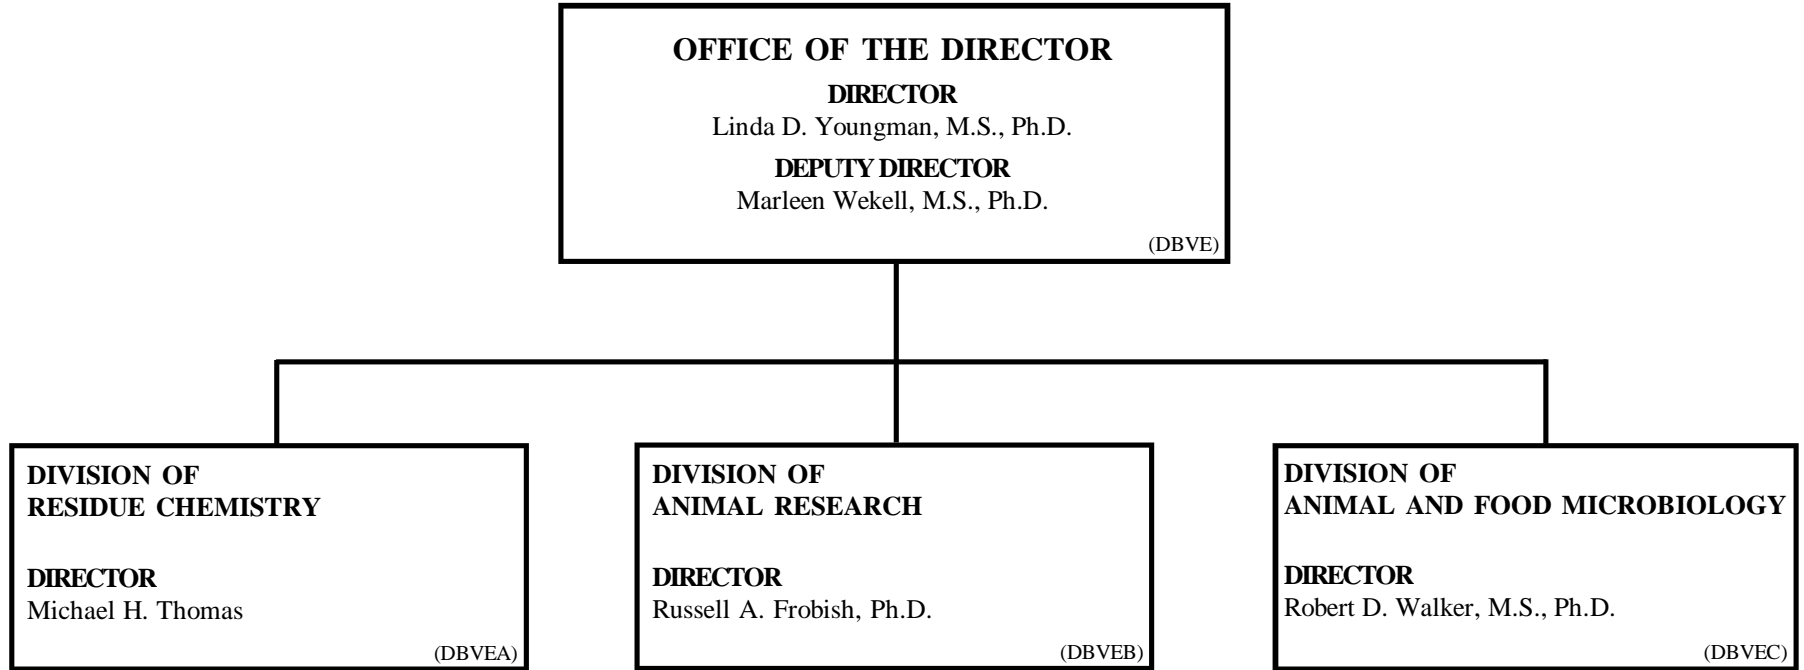 OFFICE OF THE DIRECTOR
DIRECTOR
Linda D. Youngman, M.S., Ph.D.
DEPUTY DIRECTOR
Marleen Wekell, M.S., Ph.D.
(DBVE)
DIVISION OF
RESIDUE CHEMISTRY
DIRECTOR
Michael H. Thomas
(DBVEA)
DIVISION OF
ANIMAL RESEARCH
DIRECTOR
Russell A. Frobish, Ph.D.
(DBVEB)
DIVISION OF
ANIMAL AND FOOD MICROBIOLOGY
DIRECTOR
Robert D. Walker, M.S., Ph.D.
(DBVEC)